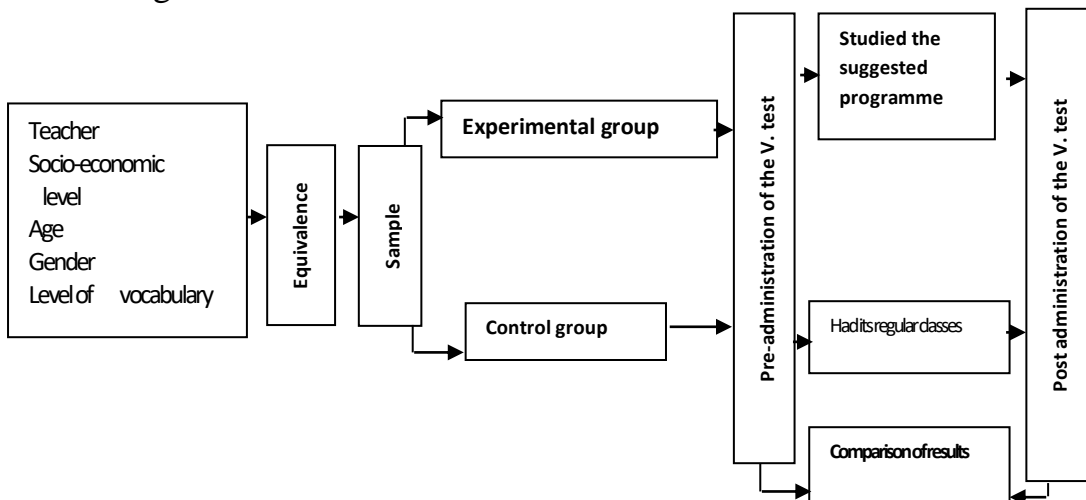 Teacher
Socio-economic
level
Age
Gender
Level of vocabulary
Equivalence
Sample
Experimental group
Control group
Pre-administration of the V. test
Studied the
suggested
programme
Had its regular classes
Comparison of results
Post administration of the V. test